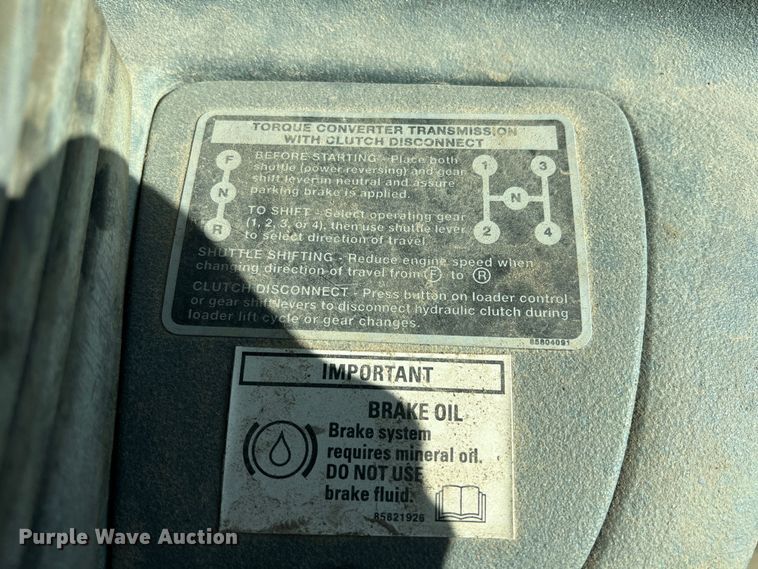 TORQUE CONVERTER TRANSMISSION
WITH CLUTCH DISCONNECT
F
N
R
BEFORE STARTING - Place both
shuttle (power reversing) and gear
shift lever in neutral and assure
parking brake is applied.
TO SHIFT - Select operating gear
(1, 2, 3, or 4), then use shuttle lever
to select direction of travel
1 3
N
2 4
SHUTTLE SHIFTING - Reduce engine speed when
changing direction of travel from F to R
CLUTCH DISCONNECT - Press button on loader control
or gear shift levers to disconnect hydraulic clutch during
loader lift cycle or gear changes.
85804091
IMPORTANT
BRAKE OIL
Brake system
requires mineral oil.
DO NOT USE
brake fluid.
85821926
Purple Wave Auction